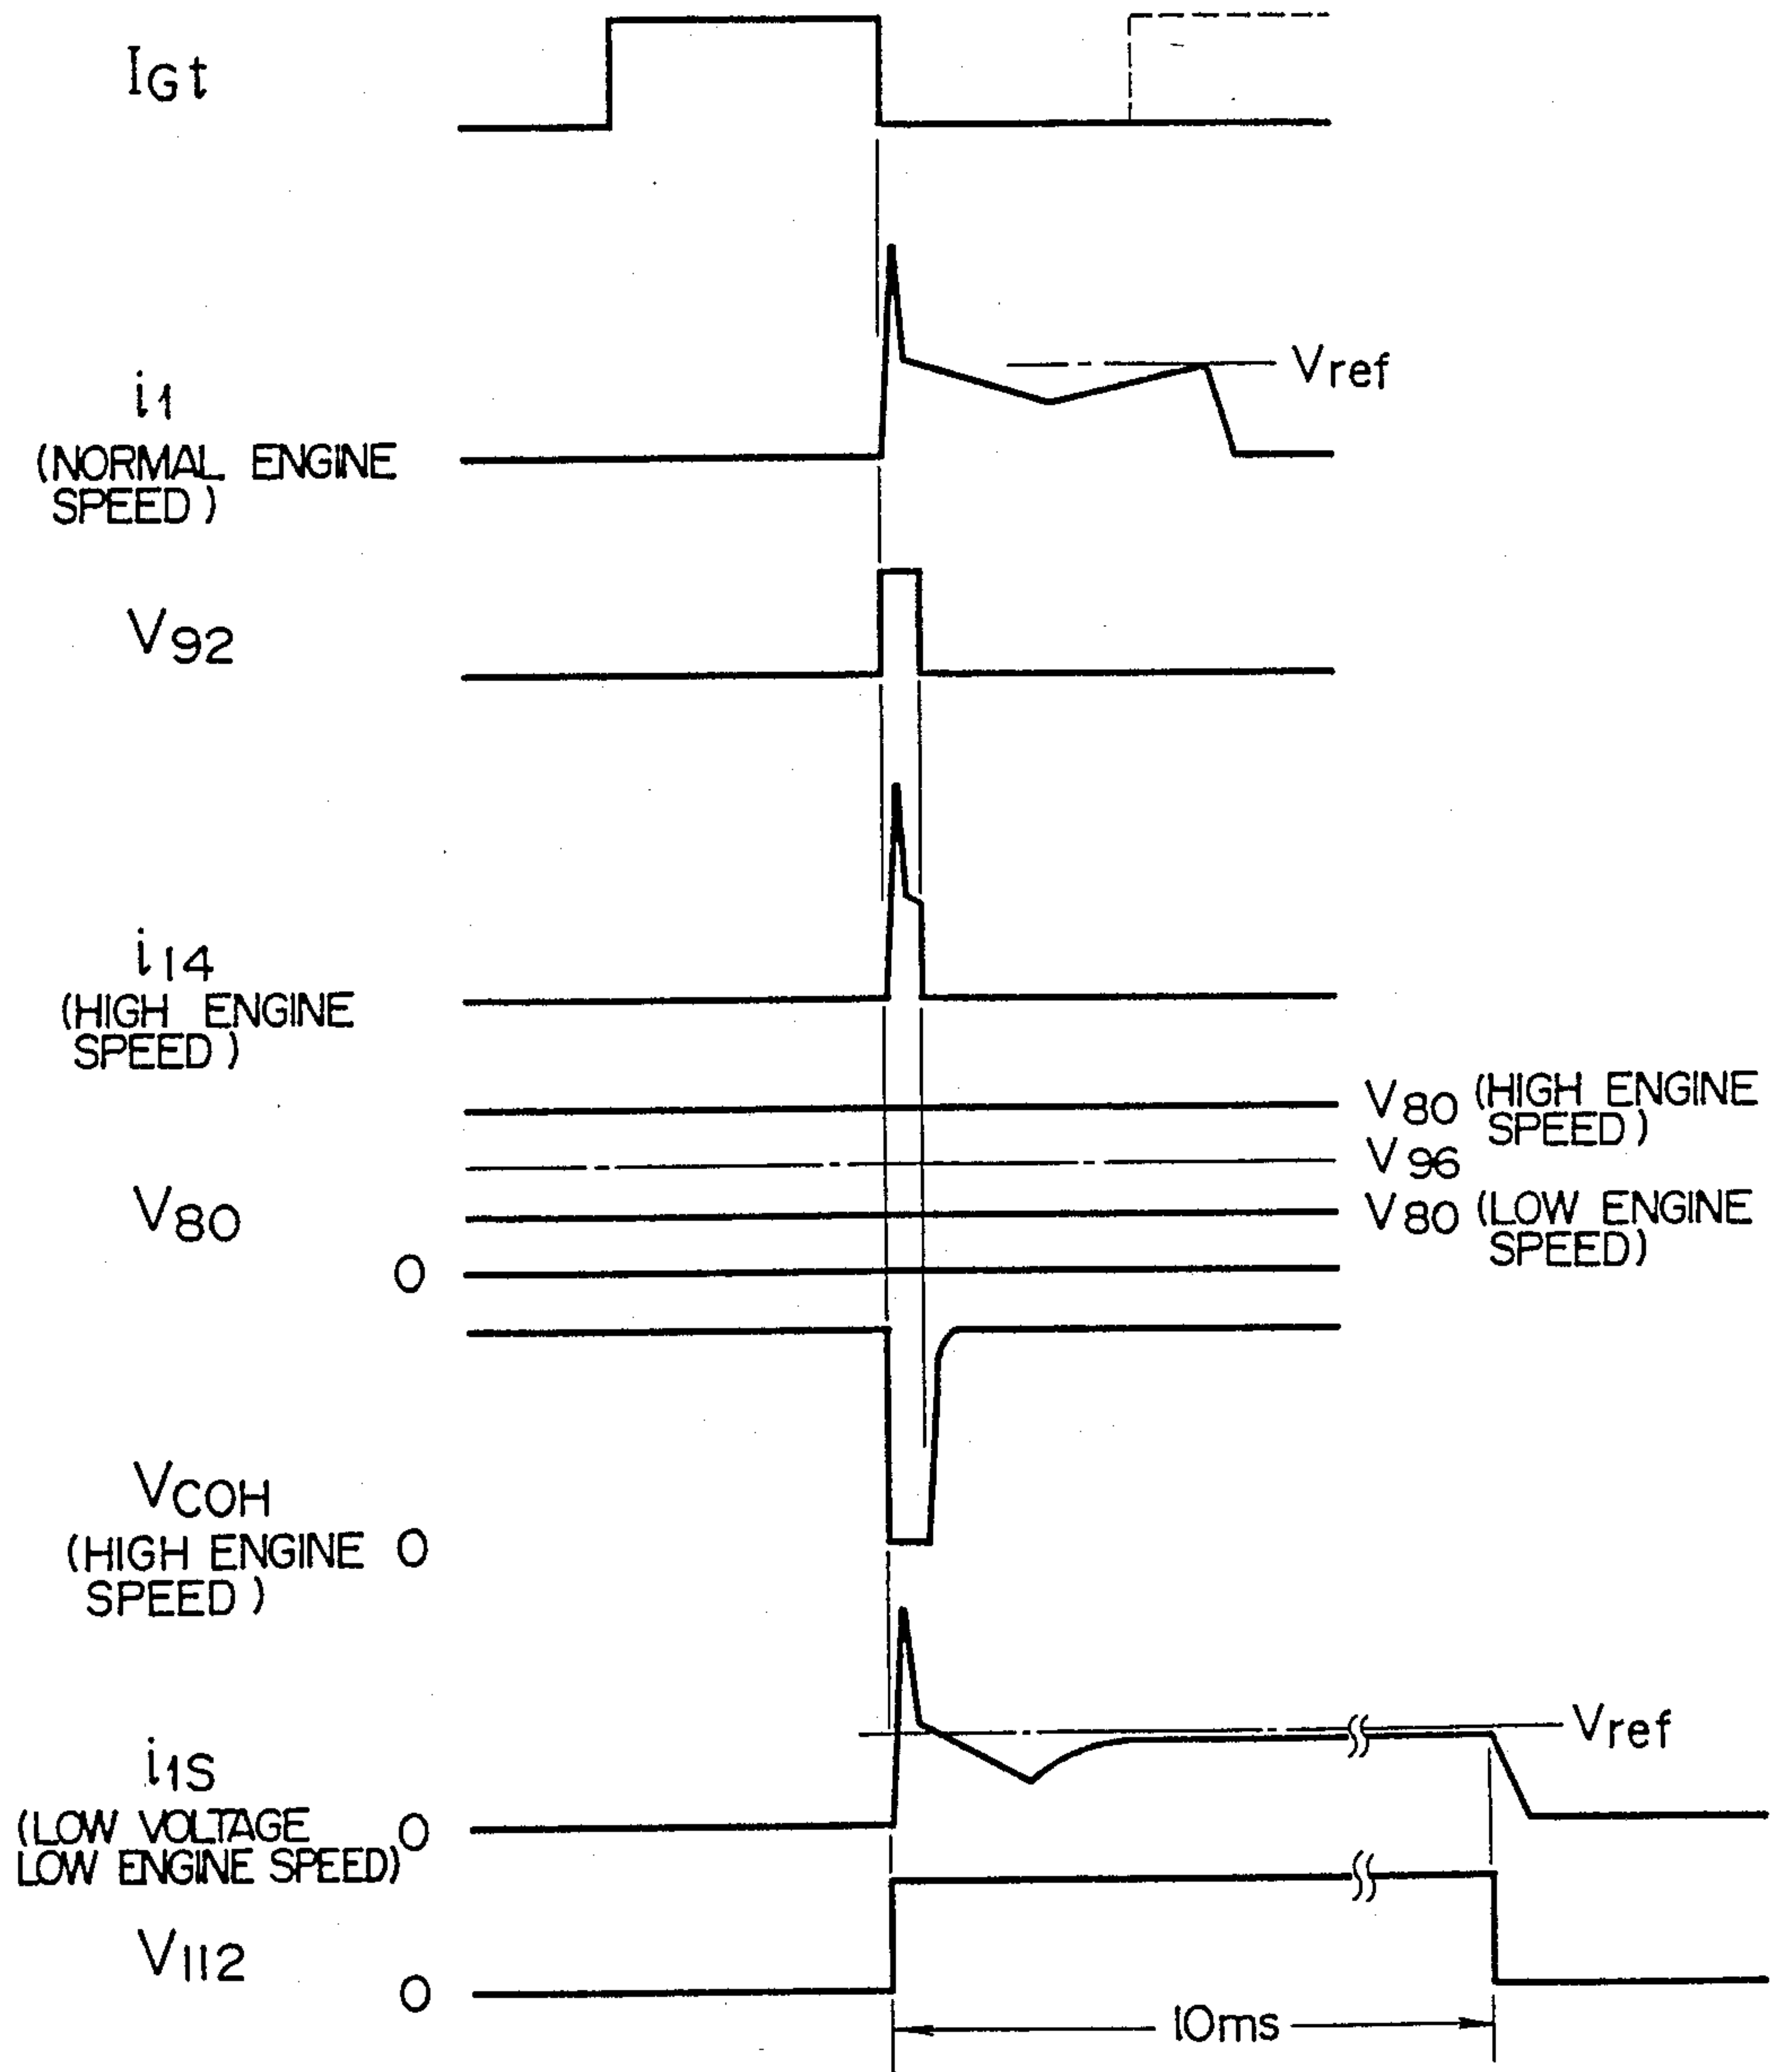 IGt
Vref
i1
(NORMAL ENGINE
SPEED)
V92
i14
(HIGH ENGINE
SPEED)
V80 (HIGH ENGINE
SPEED)
V96
V80
V80 (LOW ENGINE
SPEED)
0
VCOH
(HIGH ENGINE
SPEED)
0
Vref
i1S
(LOW VOLTAGE
LOW ENGINE SPEED)
0
V112
0
10ms